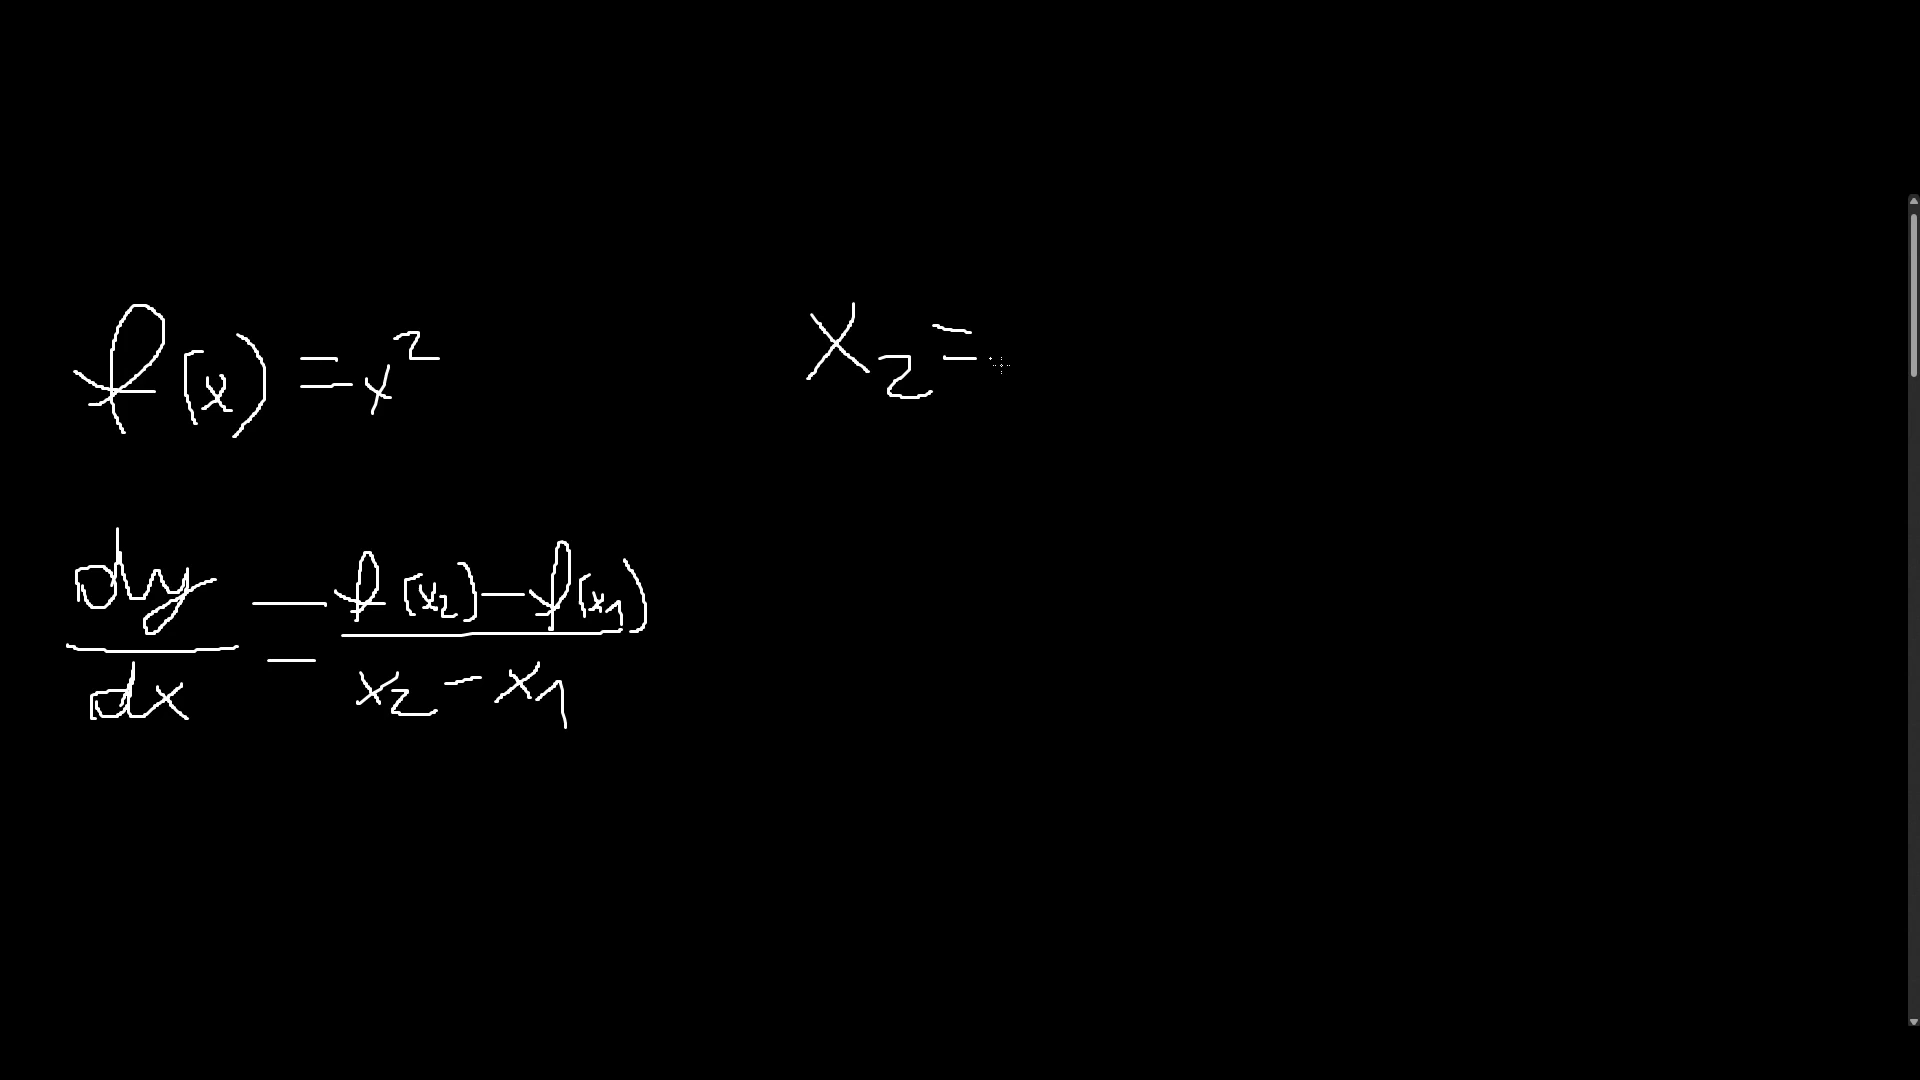 f(x) = x²
x₂ =
dy/dx = f(x₂) - f(x₁)/x₂ - x₁